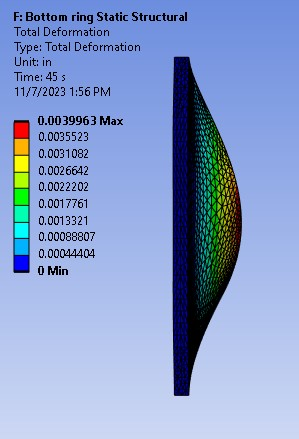 F: Bottom ring Static Structural
Total Deformation
Type: Total Deformation
Unit: in
Time: 45 s
11/7/2023 1:56 PM
0.0039963 Max
0.0035523
0.0031082
0.0026642
0.0022202
0.0017761
0.0013321
0.00088807
0.00044404
0 Min